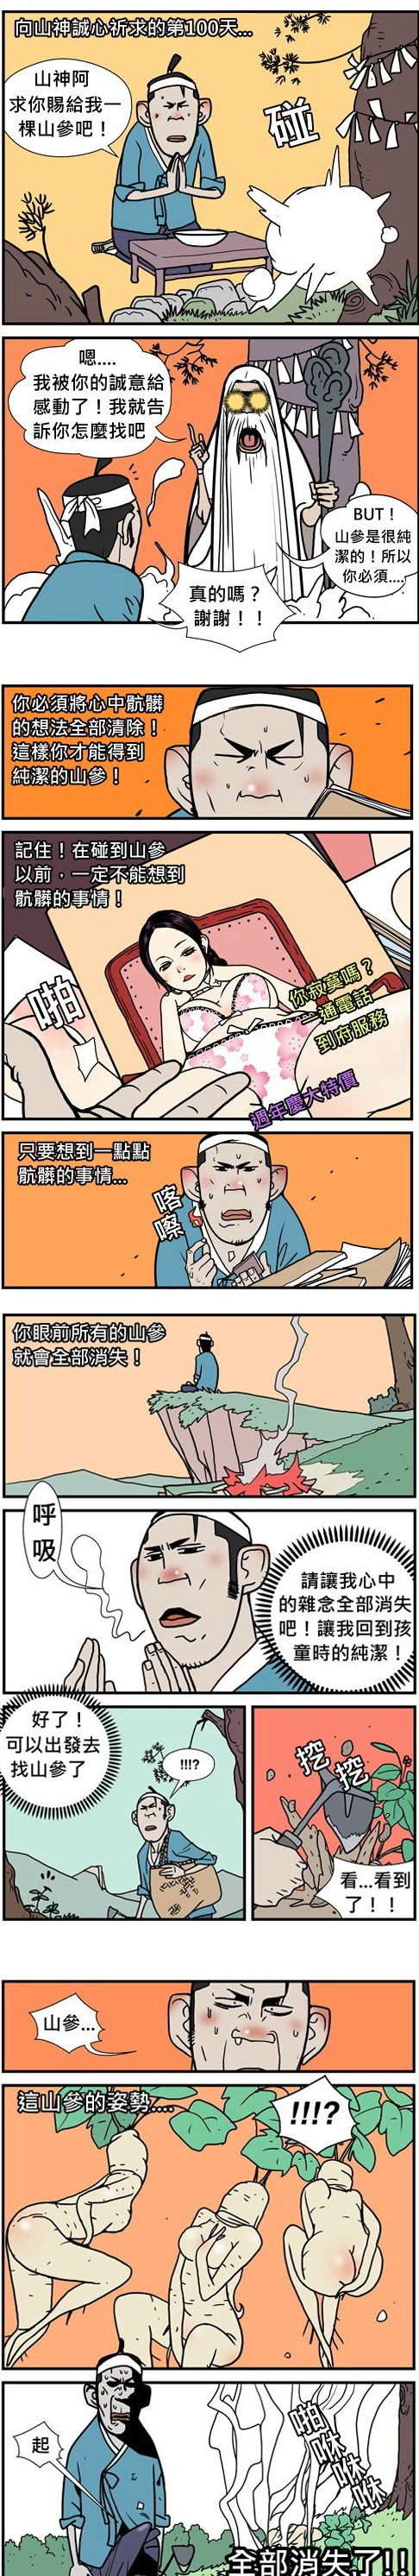 向山神誠心祈求的第100天...
山神阿
求你賜給我一
棵山參吧！
碰
嗯....
我被你的誠意給
感動了！我就告
訴你怎麼找吧
BUT！
山參是很純
潔的！所以
你必須....
真的嗎？
謝謝！！
你必須將心中骯髒
的想法全部清除！
這樣你才能得到
純潔的山參！
記住！在碰到山參
以前，一定不能想到
骯髒的事情！
啪
你寂寞嗎？
一通電話
到府服務
週年慶大特價
只要想到一點點
骯髒的事情...
喀
嚓
你眼前所有的山參
就會全部消失！
呼
吸
請讓我心中
的雜念全部消失
吧！讓我回到孩
童時的純潔！
好了！
可以出發去
找山參了
!!!?
挖
挖
看...看到
了！！
山參...
這山參的姿勢....
!!!?
起
啪
咻
咻
咻
全部消失了!!